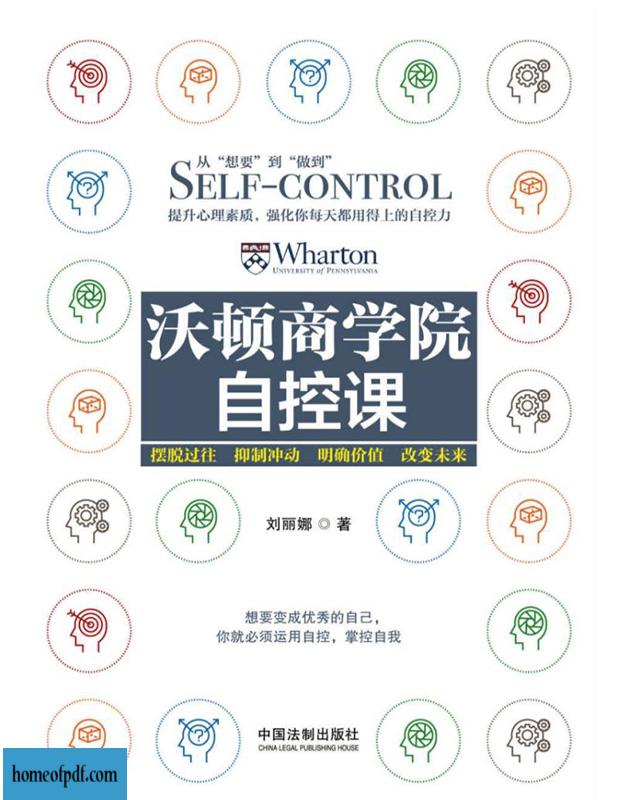 从“想要”到“做到”
SELF-CONTROL
提升心理素质，强化你每天都用得上的自控力
Wharton
UNIVERSITY of PENNSYLVANIA
沃顿商学院
自控课
摆脱过往 抑制冲动 明确价值 改变未来
刘丽娜 ◎ 著
想要变成优秀的自己，
你就必须运用自控，掌控自我
中国法制出版社
CHINA LEGAL PUBLISHING HOUSE
homeofpdf.com